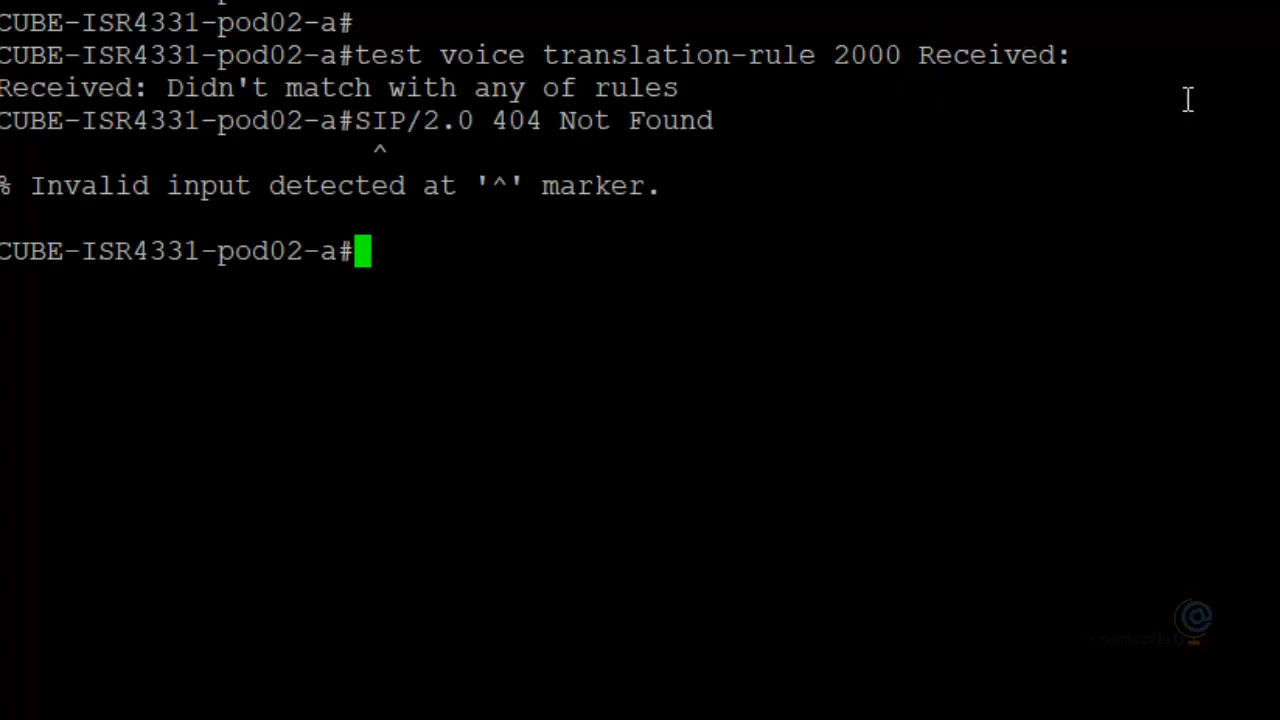 CUBE-ISR4331-pod02-a#
CUBE-ISR4331-pod02-a#test voice translation-rule 2000 Received:
Received: Didn't match with any of rules
CUBE-ISR4331-pod02-a#SIP/2.0 404 Not Found
^
% Invalid input detected at '^' marker.
CUBE-ISR4331-pod02-a#